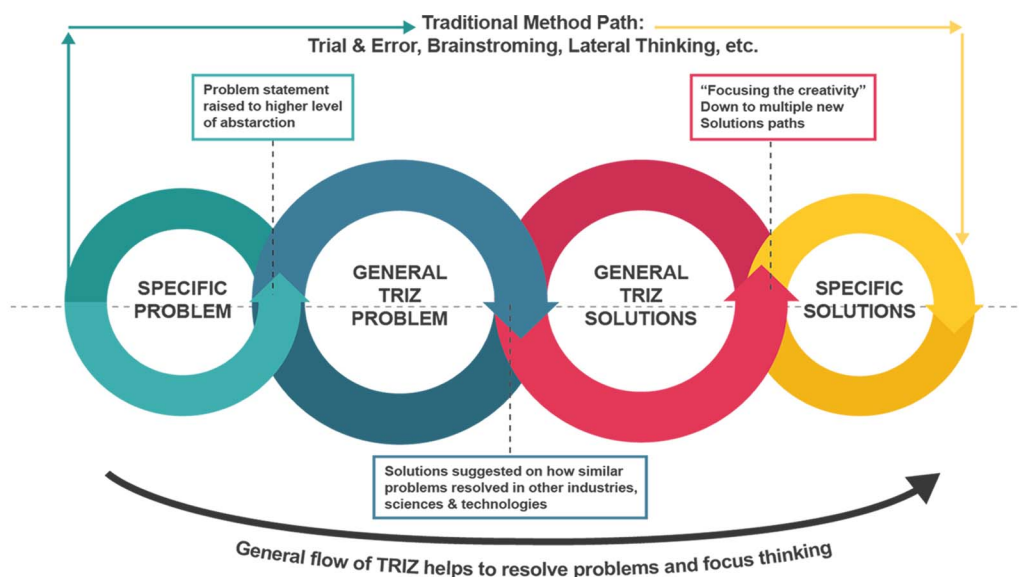 Traditional Method Path:
Trial & Error, Brainstroming, Lateral Thinking, etc.
Problem statement
raised to higher level
of abstarction
“Focusing the creativity”
Down to multiple new
Solutions paths
SPECIFIC
PROBLEM
GENERAL
TRIZ
PROBLEM
GENERAL
TRIZ
SOLUTIONS
SPECIFIC
SOLUTIONS
Solutions suggested on how similar
problems resolved in other industries,
sciences & technologies
General flow of TRIZ helps to resolve problems and focus thinking